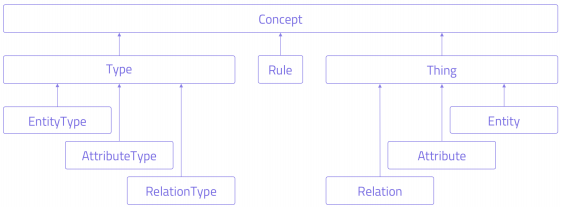 Concept
Type
Rule
Thing
EntityType
Entity
AttributeType
Attribute
RelationType
Relation